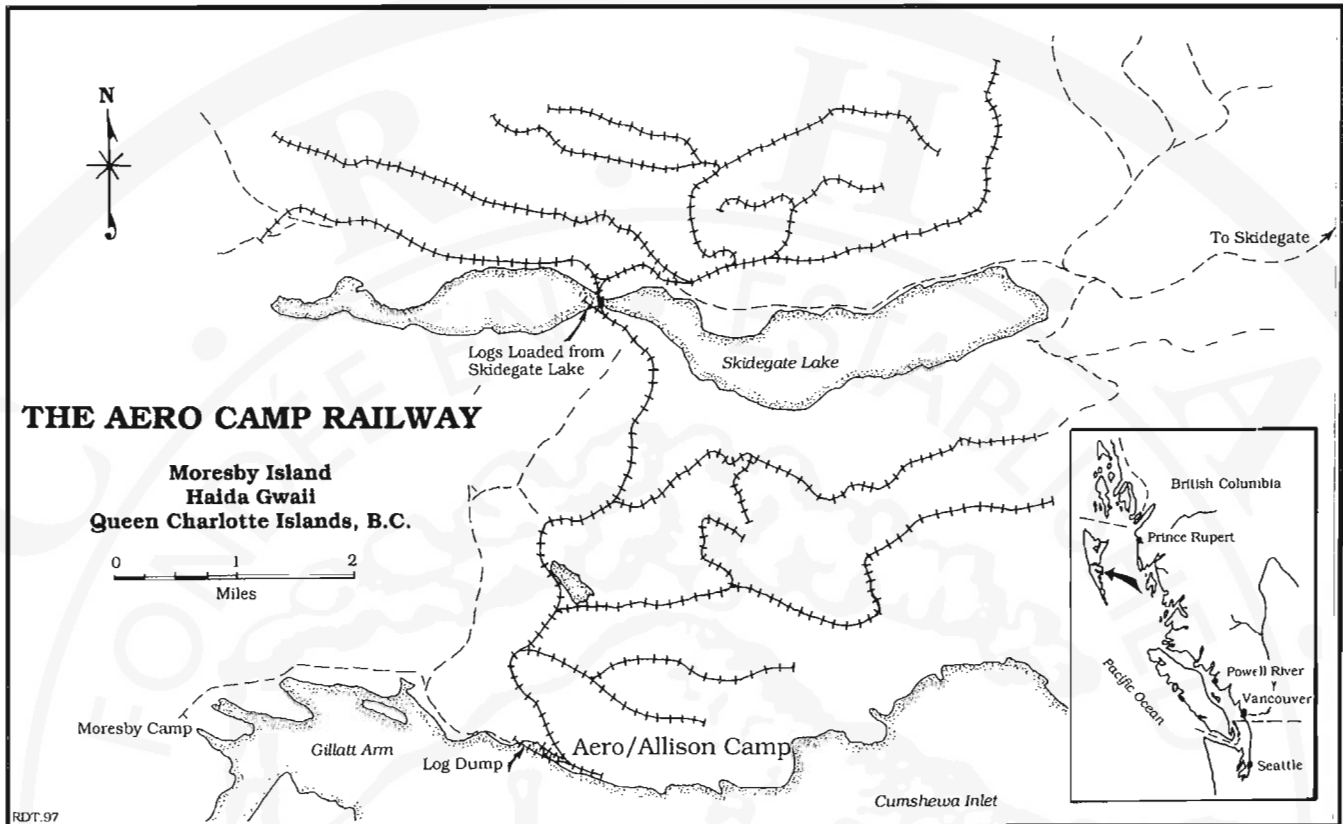 N
To Skidegate
Logs Loaded from
Skidegate Lake
Skidegate Lake
THE AERO CAMP RAILWAY
Moresby Island
Haida Gwaii
Queen Charlotte Islands, B.C.
0 1 2
Miles
British Columbia
Prince Rupert
Pacific Ocean
Powell River
Vancouver
Seattle
Moresby Camp
Gillatt Arm
Log Dump
Aero/Allison Camp
Cumshewa Inlet
RDT.97
R H A
FONDÉE EN